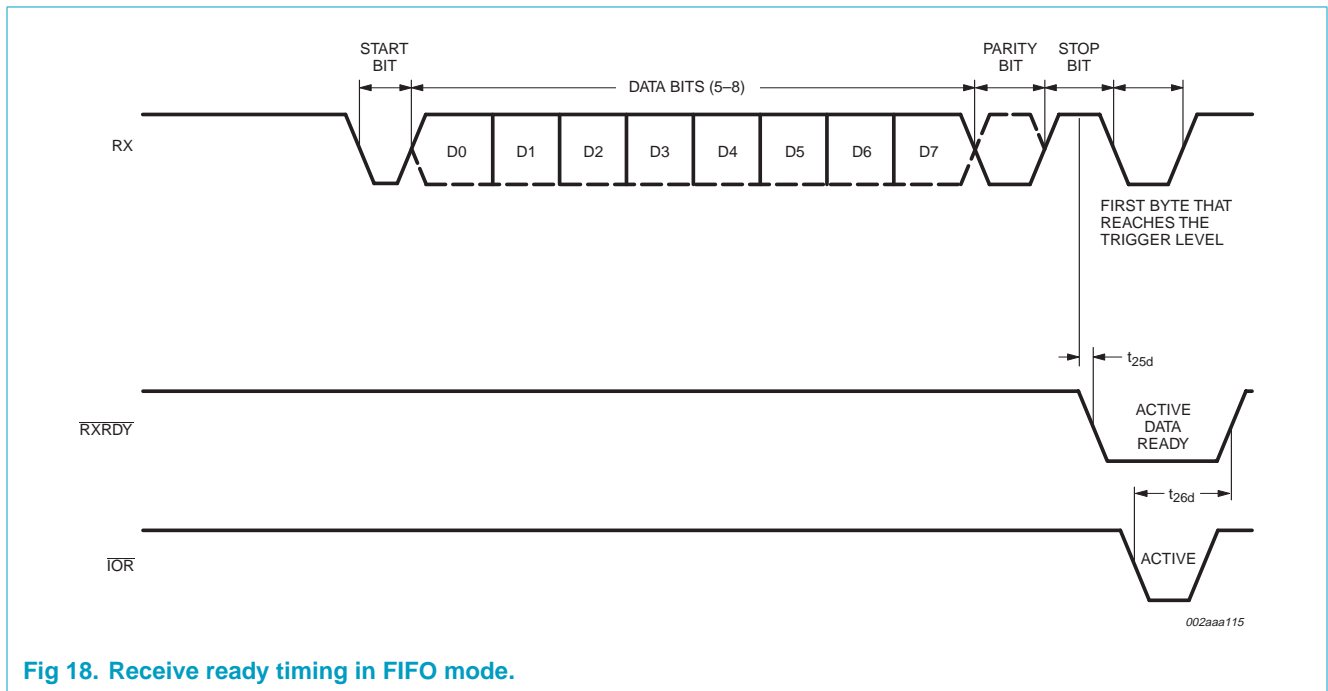 START
BIT
DATA BITS (5–8)
PARITY
BIT
STOP
BIT
RX
D0
D1
D2
D3
D4
D5
D6
D7
FIRST BYTE THAT
REACHES THE
TRIGGER LEVEL
t25d
RXRDY
ACTIVE
DATA
READY
t26d
IOR
ACTIVE
002aaa115
Fig 18. Receive ready timing in FIFO mode.